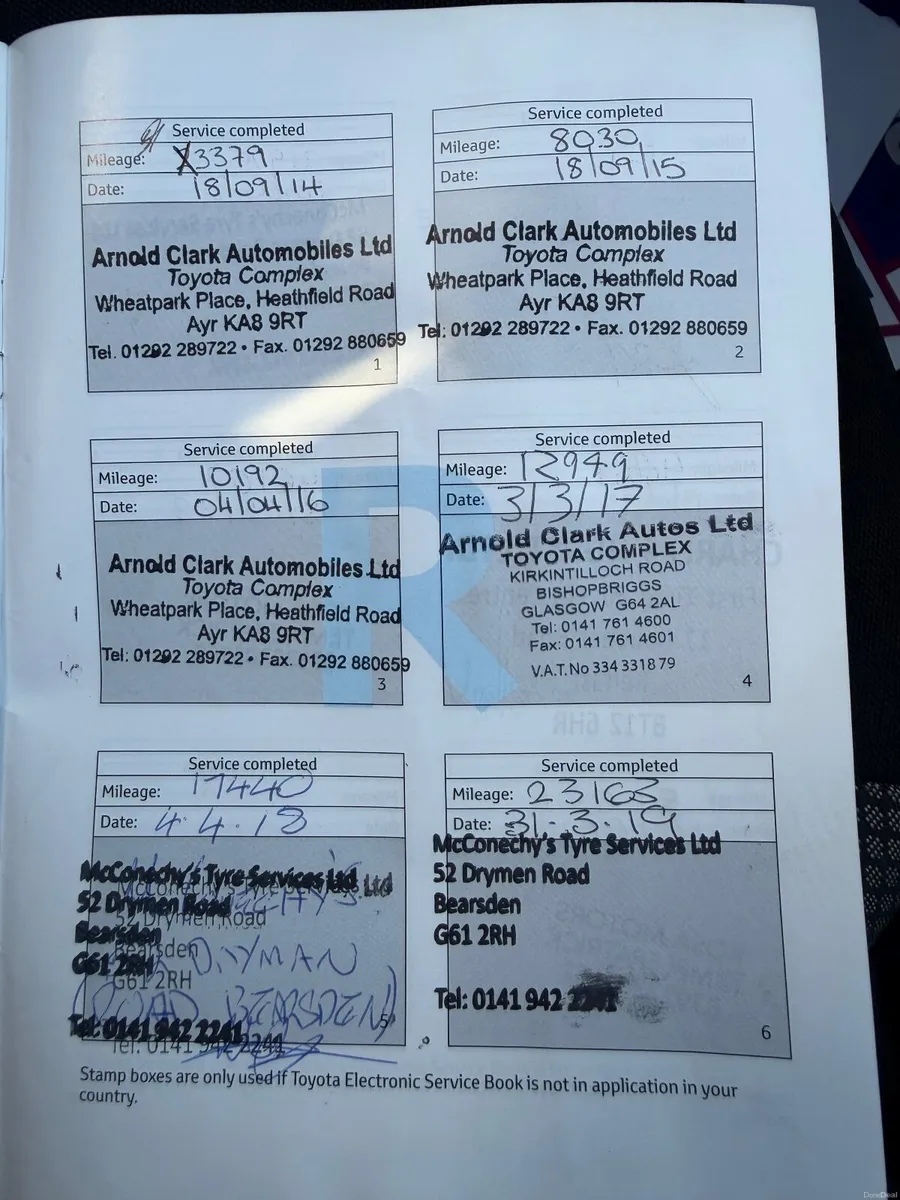 Service completed
Mileage: 3379
Date: 18/09/14
Arnold Clark Automobiles Ltd
Toyota Complex
Wheatpark Place, Heathfield Road
Ayr KA8 9RT
Tel. 01292 289722 • Fax. 01292 880659
1
Service completed
Mileage: 8030
Date: 18/09/15
Arnold Clark Automobiles Ltd
Toyota Complex
Wheatpark Place, Heathfield Road
Ayr KA8 9RT
Tel: 01292 289722 • Fax. 01292 880659
2
Service completed
Mileage: 10192
Date: 04/04/16
Arnold Clark Automobiles Ltd
Toyota Complex
Wheatpark Place, Heathfield Road
Ayr KA8 9RT
Tel: 01292 289722 • Fax. 01292 880659
3
Service completed
Mileage: 12949
Date: 3/3/17
Arnold Clark Autos Ltd
TOYOTA COMPLEX
KIRKINTILLOCH ROAD
BISHOPBRIGGS
GLASGOW G64 2AL
Tel: 0141 761 4600
Fax: 0141 761 4601
V.A.T. No 334 3318 79
4
Service completed
Mileage: 17440
Date: 4.4.18
McConechy's Tyre Services Ltd
52 Drymen Road
Bearsden
G61 2RH
DRYMAN
ROAD BEARSDEN
Tel: 0141 942 2241
5
Service completed
Mileage: 23163
Date: 31-3-19
McConechy's Tyre Services Ltd
52 Drymen Road
Bearsden
G61 2RH
Tel: 0141 942 2241
6
Stamp boxes are only used if Toyota Electronic Service Book is not in application in your
country.
DoneDeal